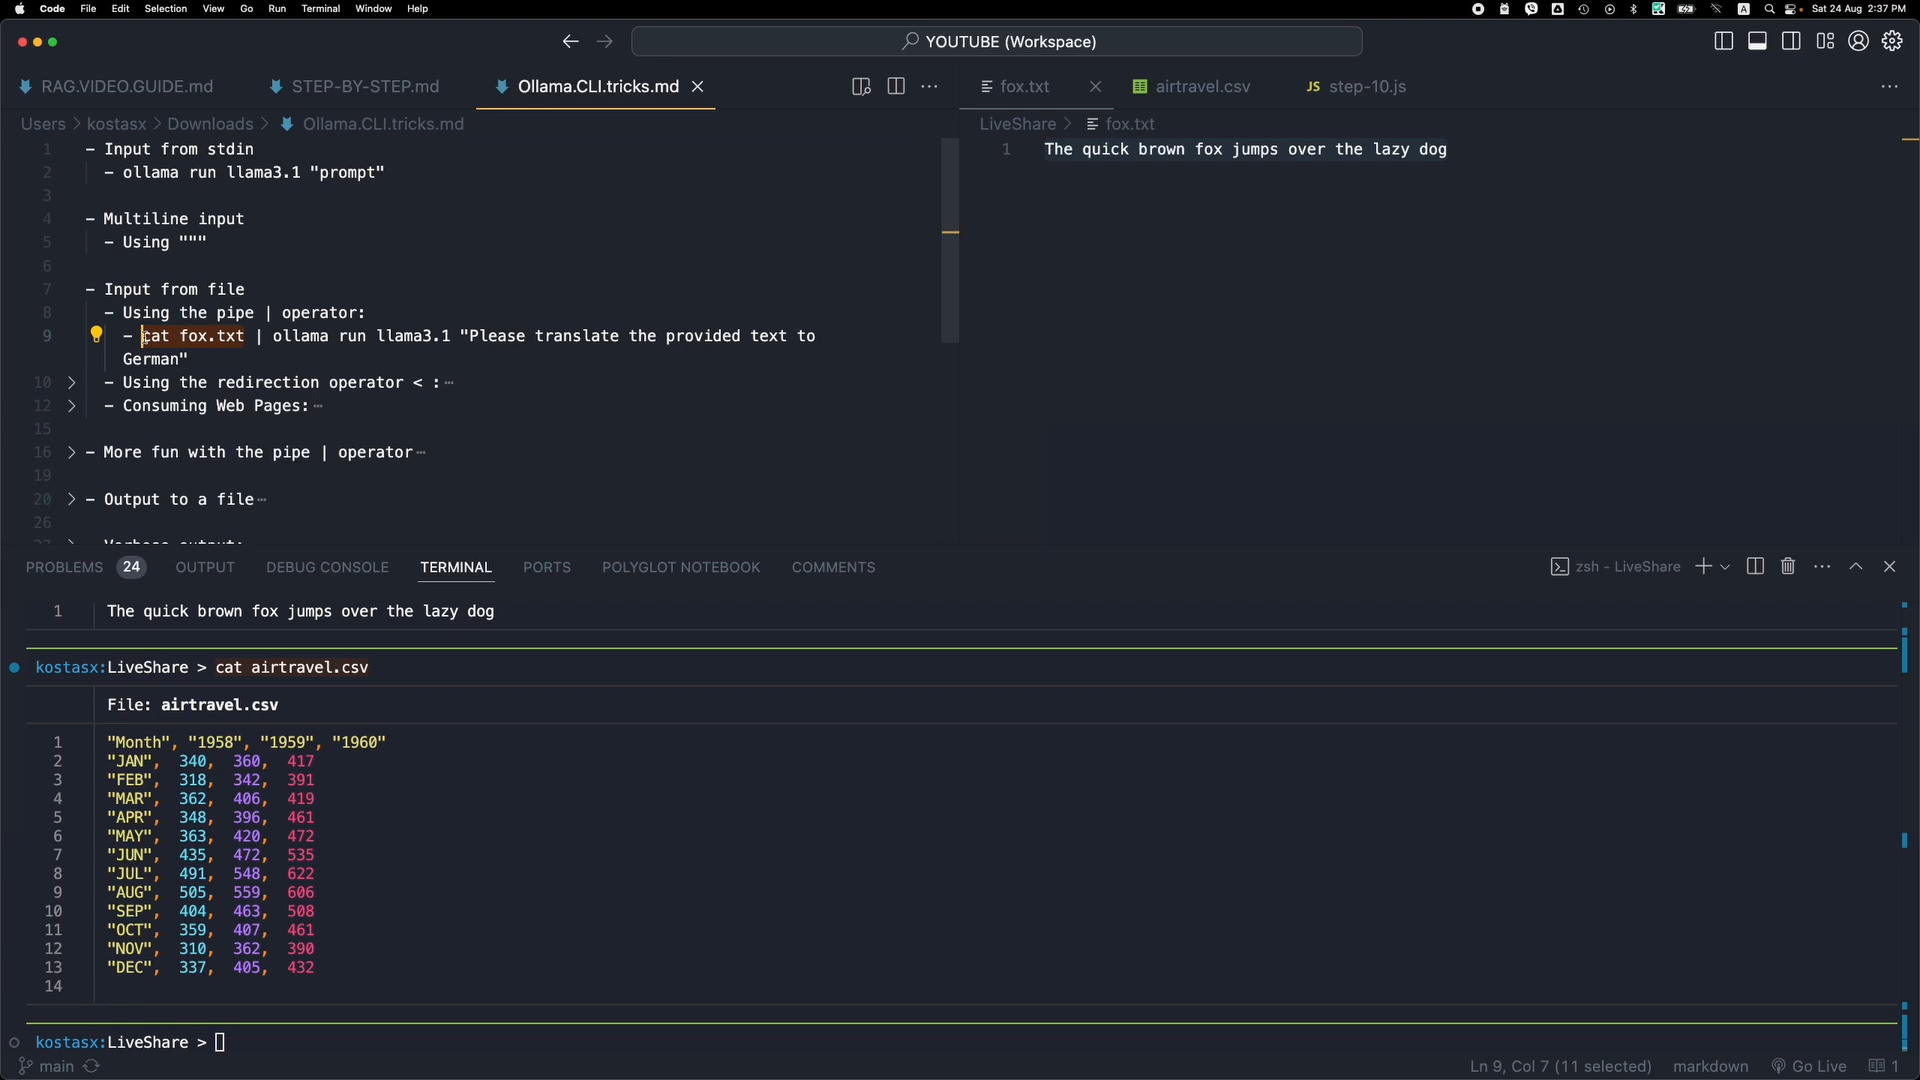 Code File Edit Selection View Go Run Terminal Window Help
Sat 24 Aug 2:37 PM
YOUTUBE (Workspace)
RAG.VIDEO.GUIDE.md STEP-BY-STEP.md Ollama.CLI.tricks.md
fox.txt airtravel.csv JS step-10.js
Users > kostasx > Downloads > Ollama.CLI.tricks.md
LiveShare > fox.txt
1 - Input from stdin
2 - ollama run llama3.1 "prompt"
3
4 - Multiline input
5 - Using """
6
7 - Input from file
8 - Using the pipe | operator:
9 - cat fox.txt | ollama run llama3.1 "Please translate the provided text to
German"
10 > - Using the redirection operator < :⋯
12 > - Consuming Web Pages:⋯
15
16 > - More fun with the pipe | operator⋯
19
20 > - Output to a file⋯
26
27 > - Verbose output:
1 The quick brown fox jumps over the lazy dog
PROBLEMS 24 OUTPUT DEBUG CONSOLE TERMINAL PORTS POLYGLOT NOTEBOOK COMMENTS
zsh - LiveShare
1 The quick brown fox jumps over the lazy dog
kostasx:LiveShare > cat airtravel.csv
File: airtravel.csv
1 "Month", "1958", "1959", "1960"
2 "JAN", 340, 360, 417
3 "FEB", 318, 342, 391
4 "MAR", 362, 406, 419
5 "APR", 348, 396, 461
6 "MAY", 363, 420, 472
7 "JUN", 435, 472, 535
8 "JUL", 491, 548, 622
9 "AUG", 505, 559, 606
10 "SEP", 404, 463, 508
11 "OCT", 359, 407, 461
12 "NOV", 310, 362, 390
13 "DEC", 337, 405, 432
14
kostasx:LiveShare >
main
Ln 9, Col 7 (11 selected) markdown Go Live 1